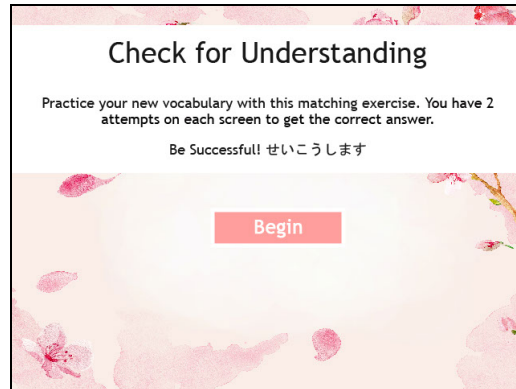 Check for Understanding
Practice your new vocabulary with this matching exercise. You have 2
attempts on each screen to get the correct answer.
Be Successful! せいこうします
Begin